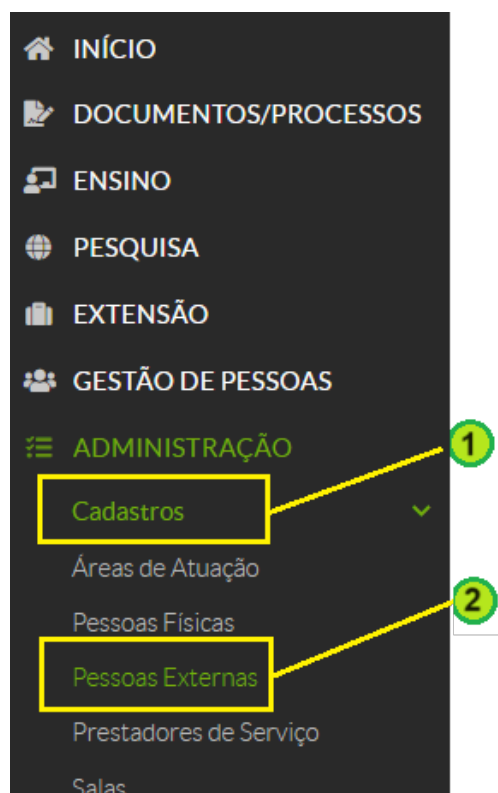 INÍCIO
DOCUMENTOS/PROCESSOS
ENSINO
PESQUISA
EXTENSÃO
GESTÃO DE PESSOAS
ADMINISTRAÇÃO
1
Cadastros
Áreas de Atuação
2
Pessoas Físicas
Pessoas Externas
Prestadores de Serviço
Salas